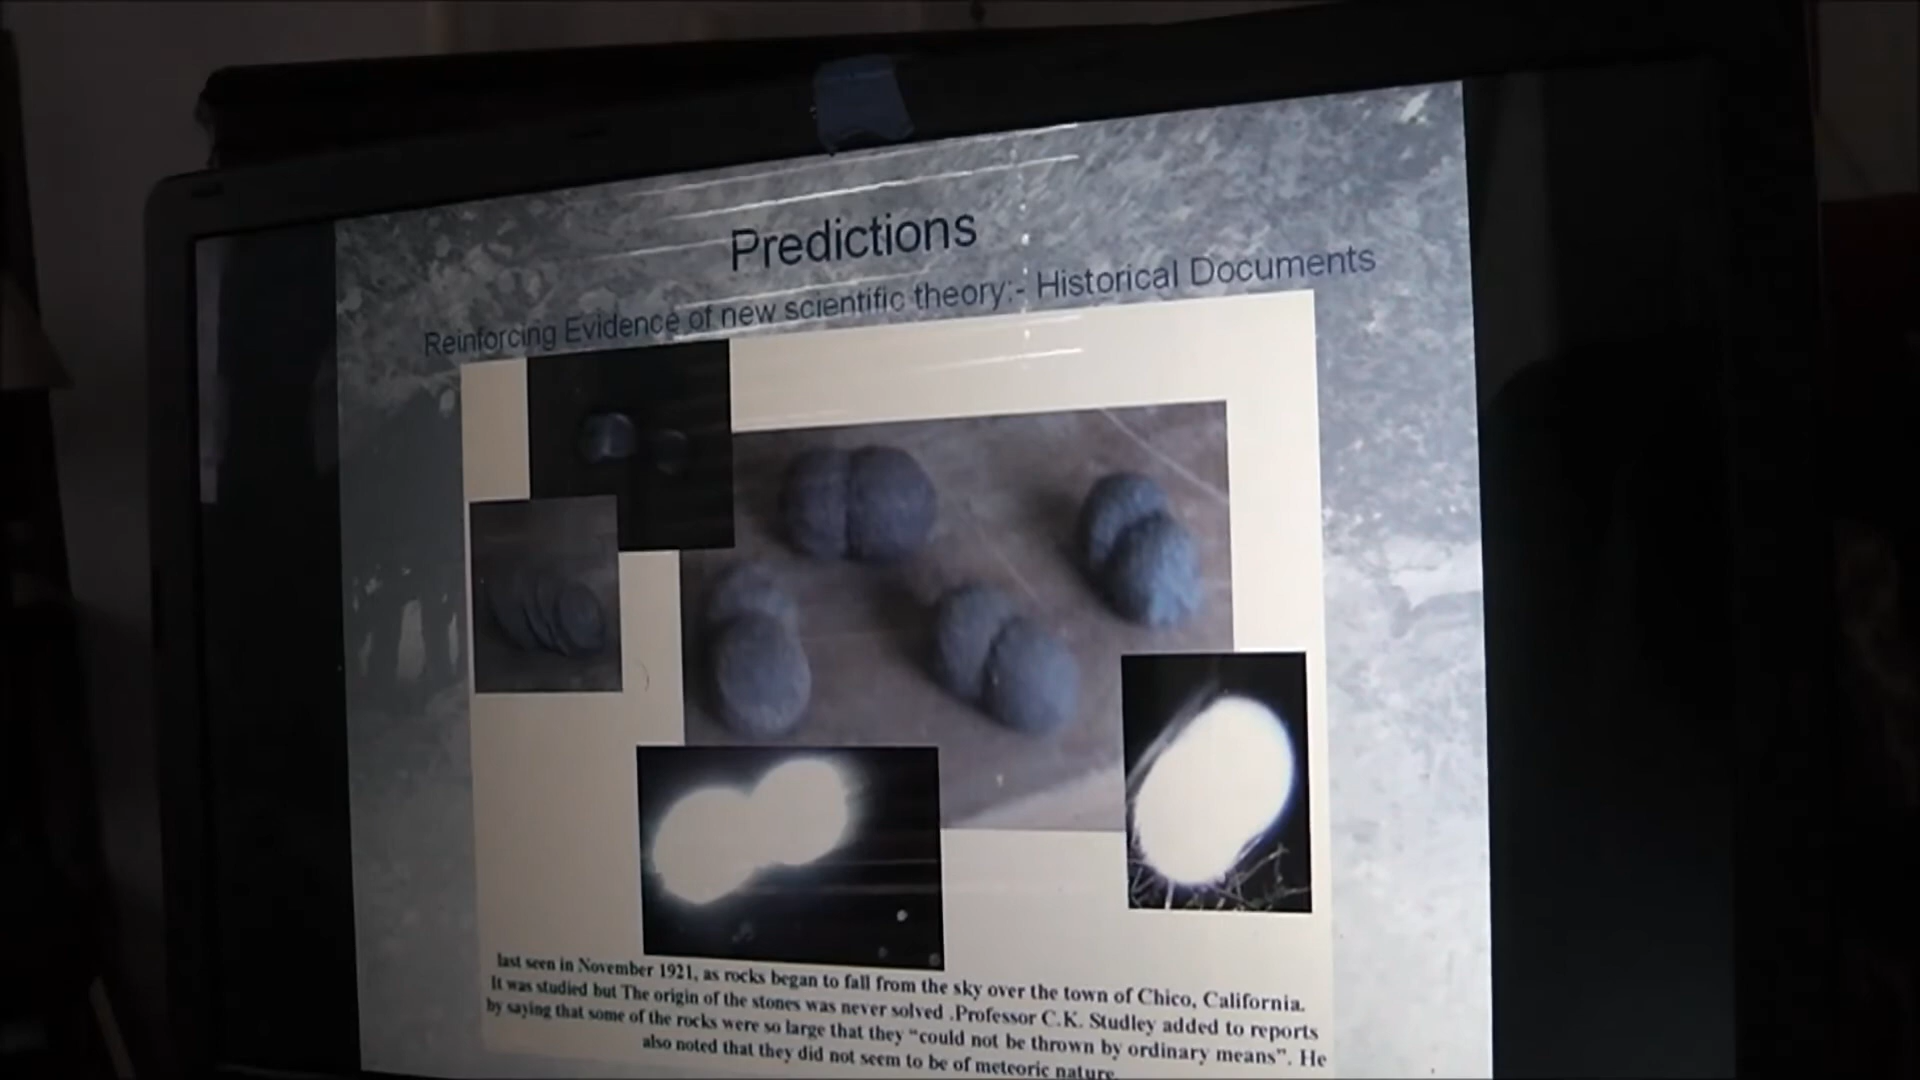 Predictions
Reinforcing Evidence of new scientific theory:- Historical Documents
last seen in November 1921, as rocks began to fall from the sky over the town of Chico, California.
It was studied but The origin of the stones was never solved .Professor C.K. Studley added to reports
by saying that some of the rocks were so large that they "could not be thrown by ordinary means". He
also noted that they did not seem to be of meteoric nature.